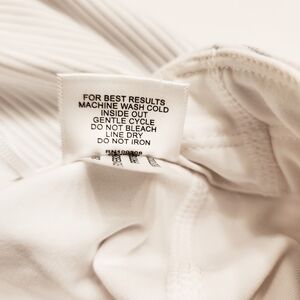 FOR BEST RESULTS
MACHINE WASH COLD
INSIDE OUT
GENTLE CYCLE
DO NOT BLEACH
LINE DRY
DO NOT IRON